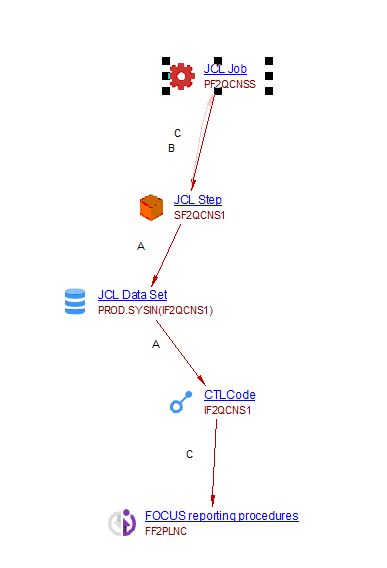 JCL Job
PF2QCNSS
C
B
JCL Step
SF2QCNS1
A
JCL Data Set
PROD.SYSIN(IF2QCNS1)
A
CTLCode
IF2QCNS1
C
FOCUS reporting procedures
FF2PLNC